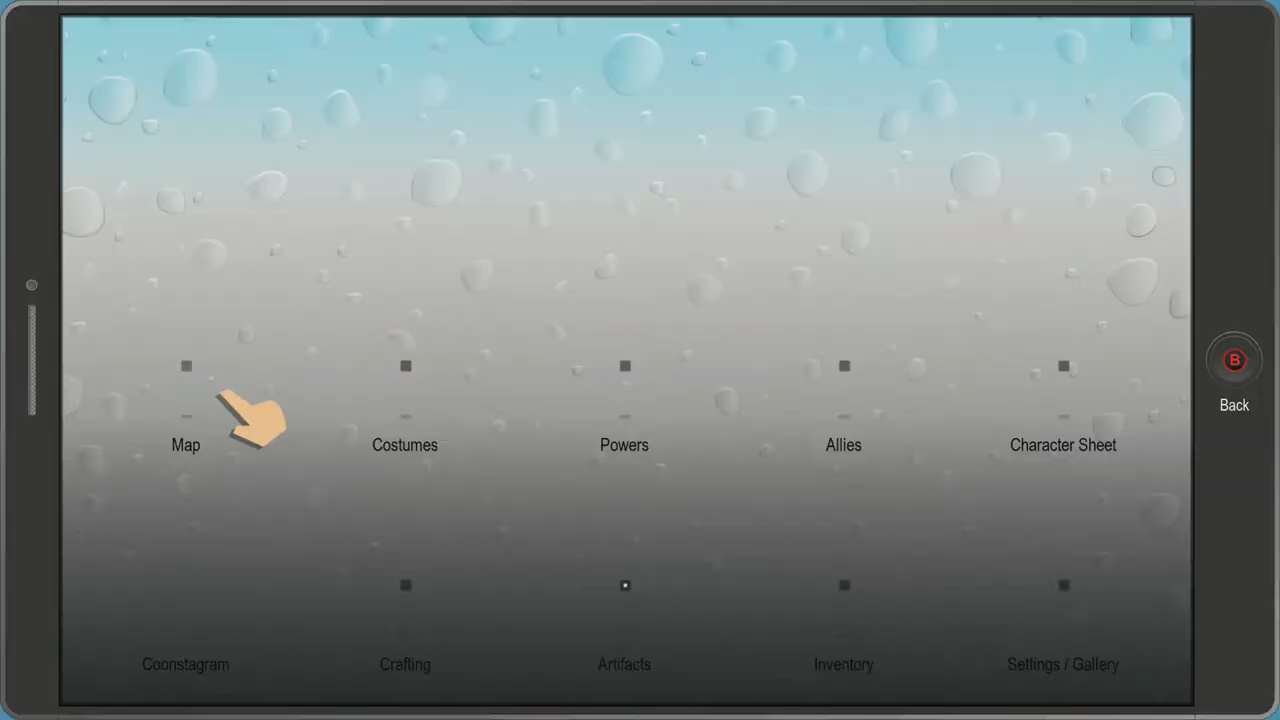 B
Back
Map Costumes Powers Allies Character Sheet
Coonstagram Crafting Artifacts Inventory Settings / Gallery